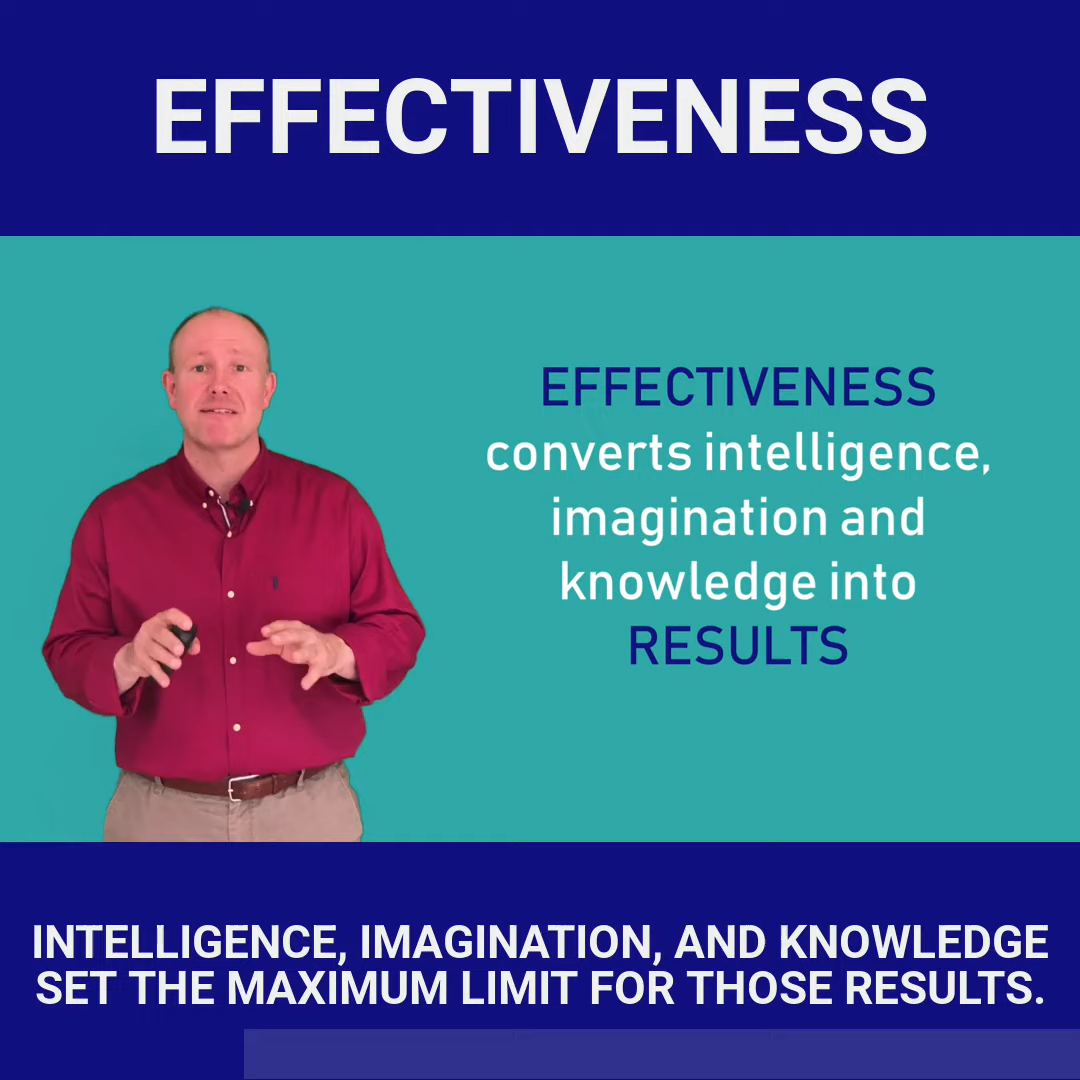 EFFECTIVENESS
EFFECTIVENESS
converts intelligence,
imagination and
knowledge into
RESULTS
INTELLIGENCE, IMAGINATION, AND KNOWLEDGE
SET THE MAXIMUM LIMIT FOR THOSE RESULTS.